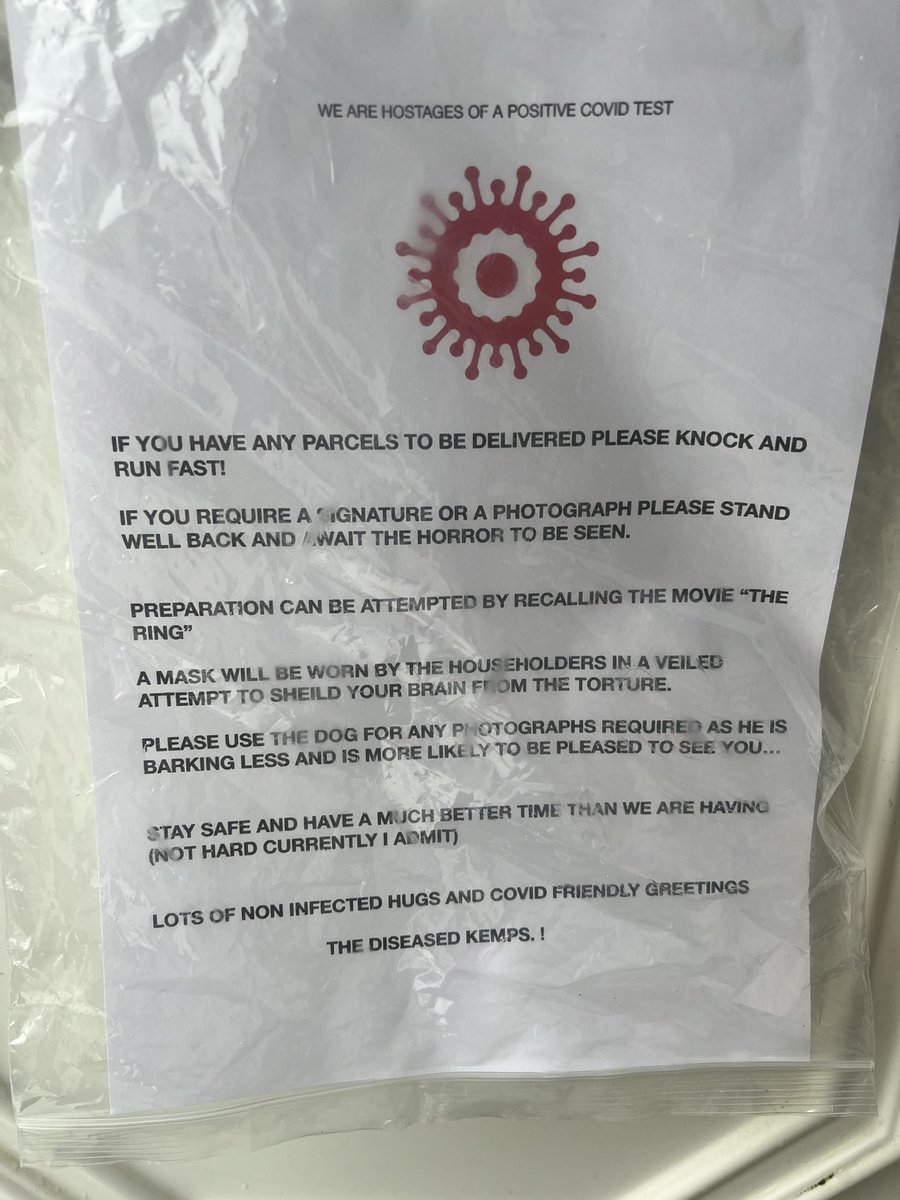 WE ARE HOSTAGES OF A POSITIVE COVID TEST
IF YOU HAVE ANY PARCELS TO BE DELIVERED PLEASE KNOCK AND
RUN FAST!
IF YOU REQUIRE A SIGNATURE OR A PHOTOGRAPH PLEASE STAND
WELL BACK AND AWAIT THE HORROR TO BE SEEN.
PREPARATION CAN BE ATTEMPTED BY RECALLING THE MOVIE “THE
RING”
A MASK WILL BE WORN BY THE HOUSEHOLDERS IN A VEILED
ATTEMPT TO SHEILD YOUR BRAIN FROM THE TORTURE.
PLEASE USE THE DOG FOR ANY PHOTOGRAPHS REQUIRED AS HE IS
BARKING LESS AND IS MORE LIKELY TO BE PLEASED TO SEE YOU...
STAY SAFE AND HAVE A MUCH BETTER TIME THAN WE ARE HAVING
(NOT HARD CURRENTLY I ADMIT)
LOTS OF NON INFECTED HUGS AND COVID FRIENDLY GREETINGS
THE DISEASED KEMPS. !